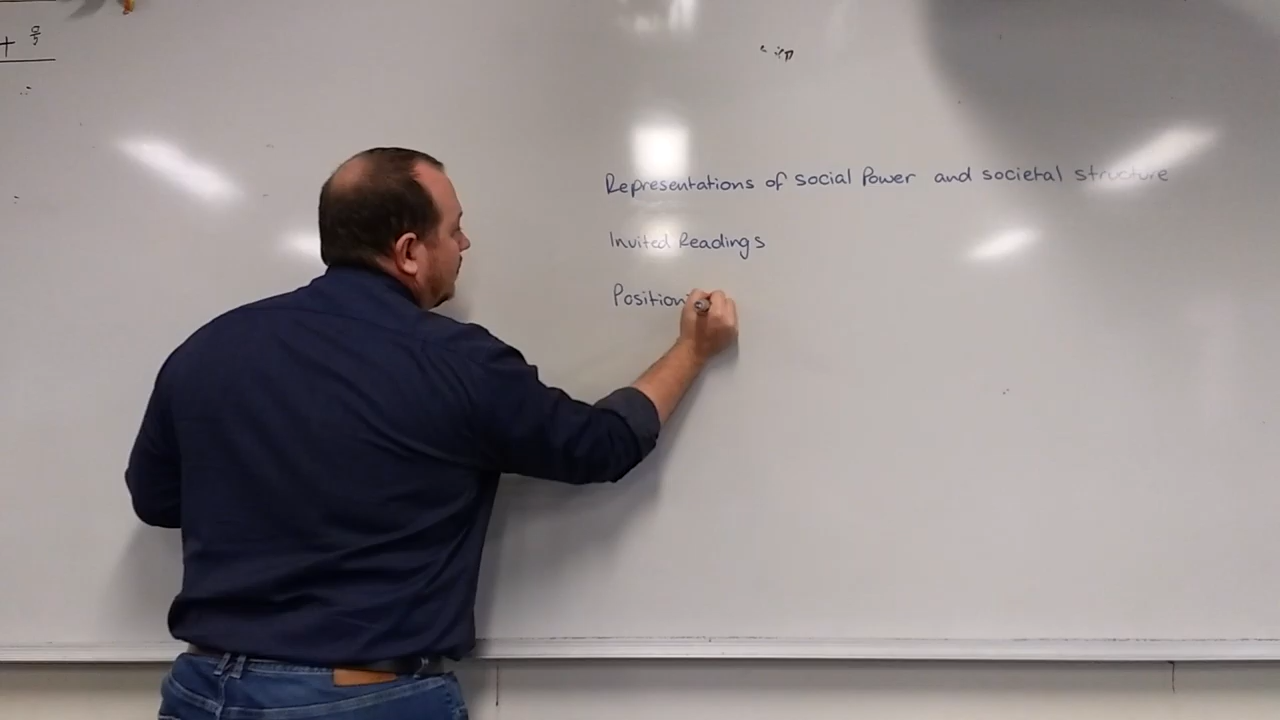 Representations of social Power and societal structure
Invited Readings
Position